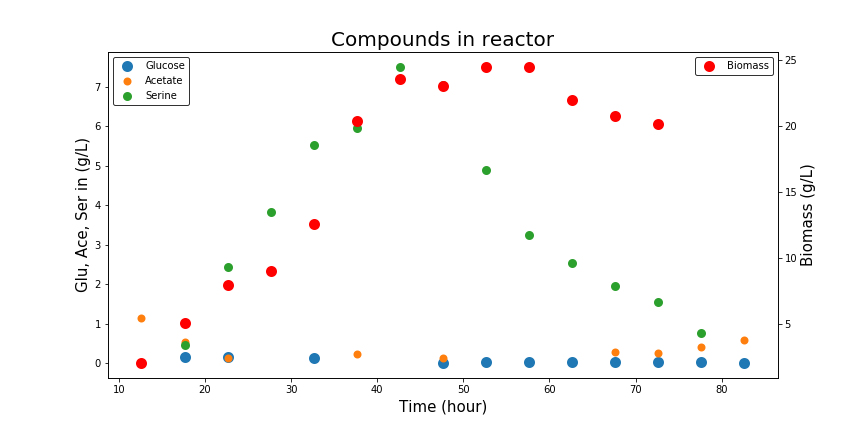 Compounds in reactor
Glucose
Acetate
Serine
Biomass
Glu, Ace, Ser in (g/L)
7
6
5
4
3
2
1
0
25
20
15
10
5
Biomass (g/L)
10 20 30 40 50 60 70 80
Time (hour)